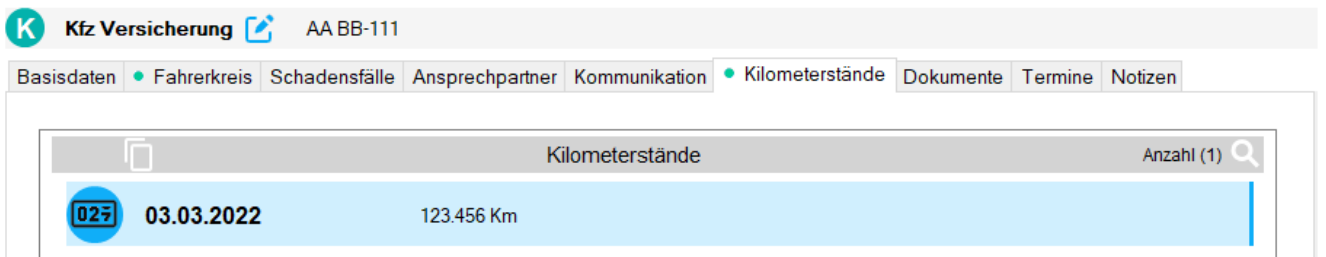 K Kfz Versicherung AA BB-111
Basisdaten Fahrerkreis Schadensfälle Ansprechpartner Kommunikation Kilometerstände Dokumente Termine Notizen
Kilometerstände Anzahl (1)
03.03.2022 123.456 Km